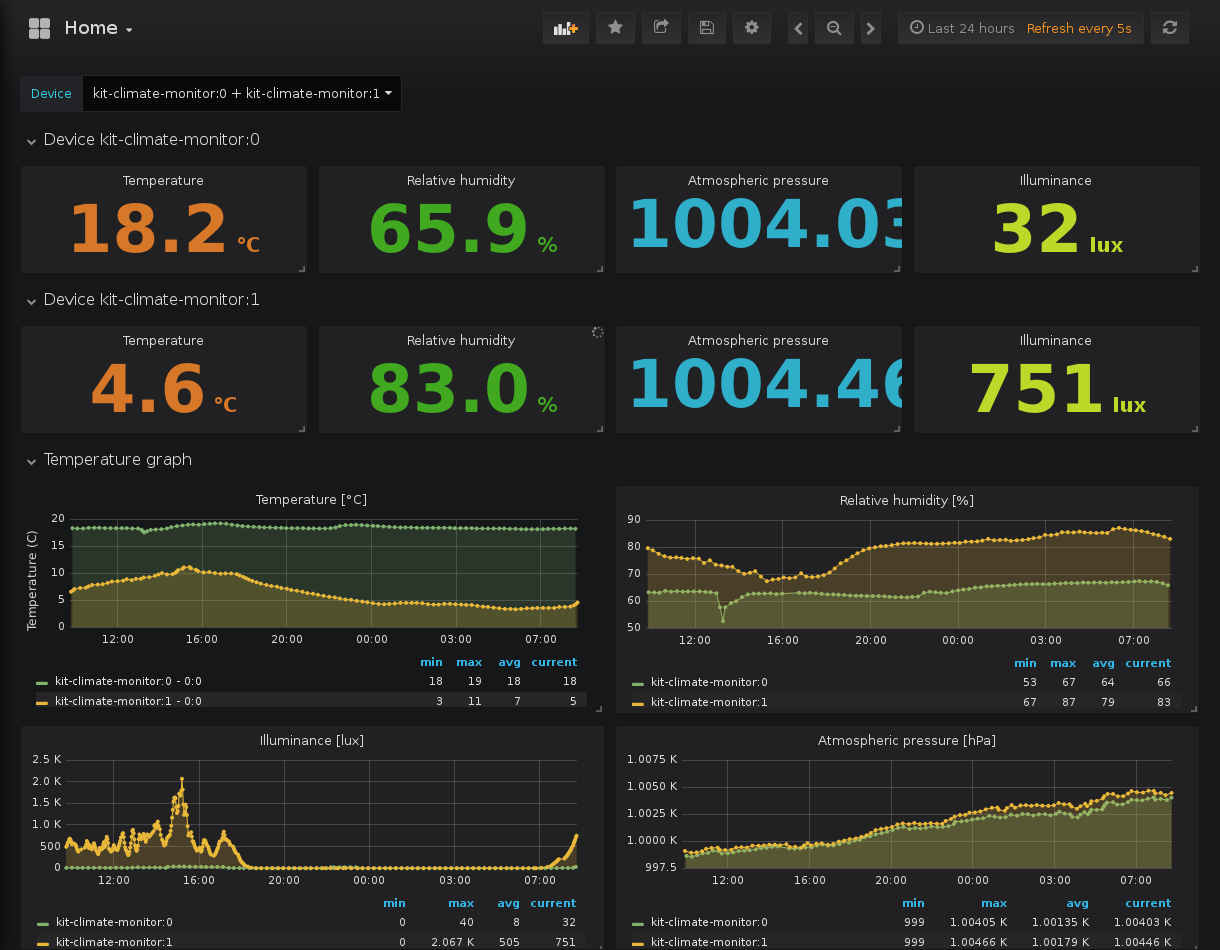 Home
Last 24 hours Refresh every 5s
Device kit-climate-monitor:0 + kit-climate-monitor:1
Device kit-climate-monitor:0
Temperature Relative humidity Atmospheric pressure Illuminance
18.2 °C 65.9 % 1004.03 32 lux
Device kit-climate-monitor:1
Temperature Relative humidity Atmospheric pressure Illuminance
4.6 °C 83.0 % 1004.46 751 lux
Temperature graph
Temperature [°C]
Temperature (C)
20
15
10
5
0
12:00 16:00 20:00 00:00 03:00 07:00
min max avg current
kit-climate-monitor:0 - 0:0 18 19 18 18
kit-climate-monitor:1 - 0:0 3 11 7 5
Relative humidity [%]
90
80
70
60
50
12:00 16:00 20:00 00:00 03:00 07:00
min max avg current
kit-climate-monitor:0 53 67 64 66
kit-climate-monitor:1 67 87 79 83
Illuminance [lux]
2.5 K
2.0 K
1.5 K
1.0 K
500
0
12:00 16:00 20:00 00:00 03:00 07:00
min max avg current
kit-climate-monitor:0 0 40 8 32
kit-climate-monitor:1 0 2.067 K 505 751
Atmospheric pressure [hPa]
1.0075 K
1.0050 K
1.0025 K
1.0000 K
997.5
12:00 16:00 20:00 00:00 03:00 07:00
min max avg current
kit-climate-monitor:0 999 1.00405 K 1.00135 K 1.00403 K
kit-climate-monitor:1 999 1.00466 K 1.00179 K 1.00446 K